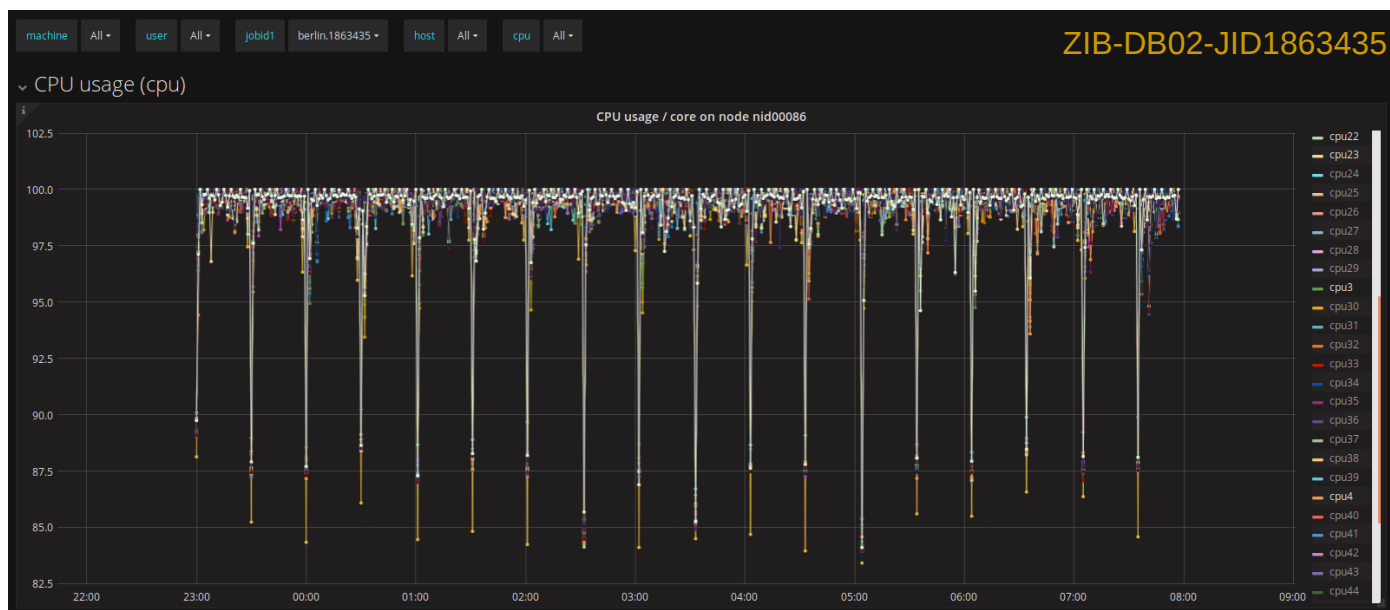 machine All user All jobid1 berlin.1863435 host All cpu All
ZIB-DB02-JID1863435
CPU usage (cpu)
i
CPU usage / core on node nid00086
102.5
100.0
97.5
95.0
92.5
90.0
87.5
85.0
82.5
22:00 23:00 00:00 01:00 02:00 03:00 04:00 05:00 06:00 07:00 08:00 09:00
cpu22
cpu23
cpu24
cpu25
cpu26
cpu27
cpu28
cpu29
cpu3
cpu30
cpu31
cpu32
cpu33
cpu34
cpu35
cpu36
cpu37
cpu38
cpu39
cpu4
cpu40
cpu41
cpu42
cpu43
cpu44